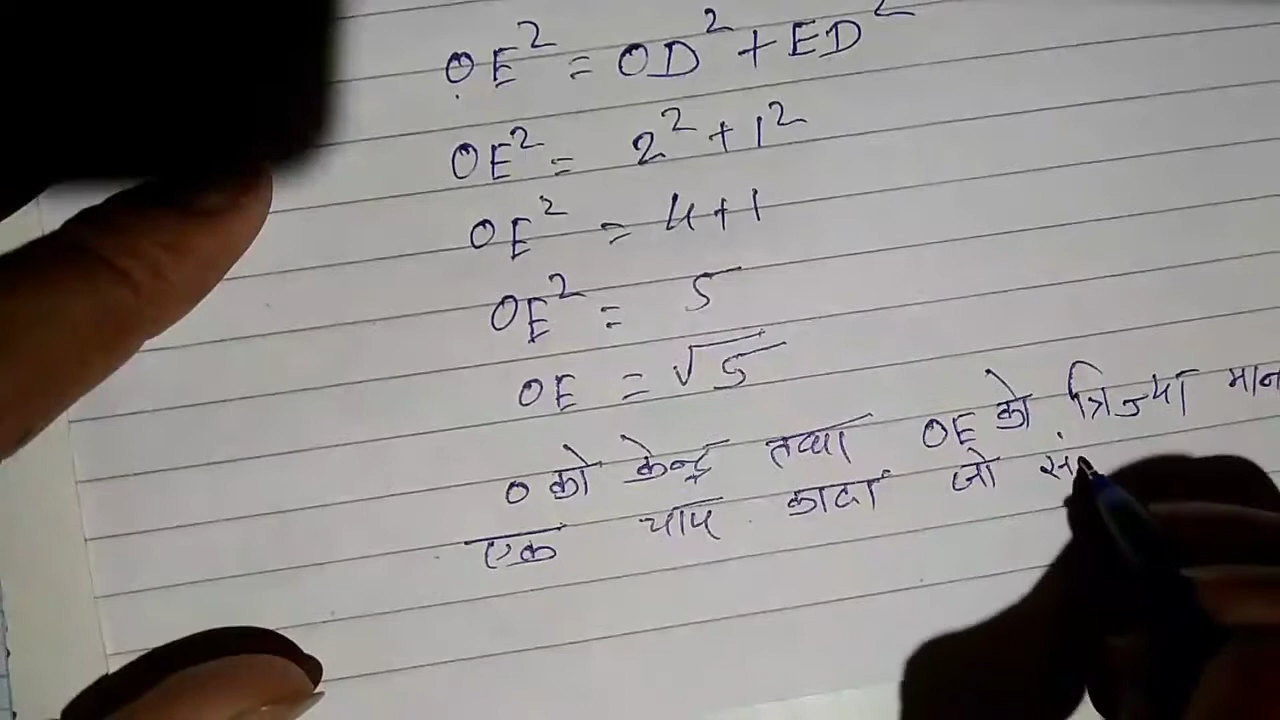 OE² = OD² + ED²
OE² = 2² + 1²
OE² = 4 + 1
OE² = 5
OE = √5
O को केन्द्र तथा OE को त्रिज्या मान
एक चाप काटा जो